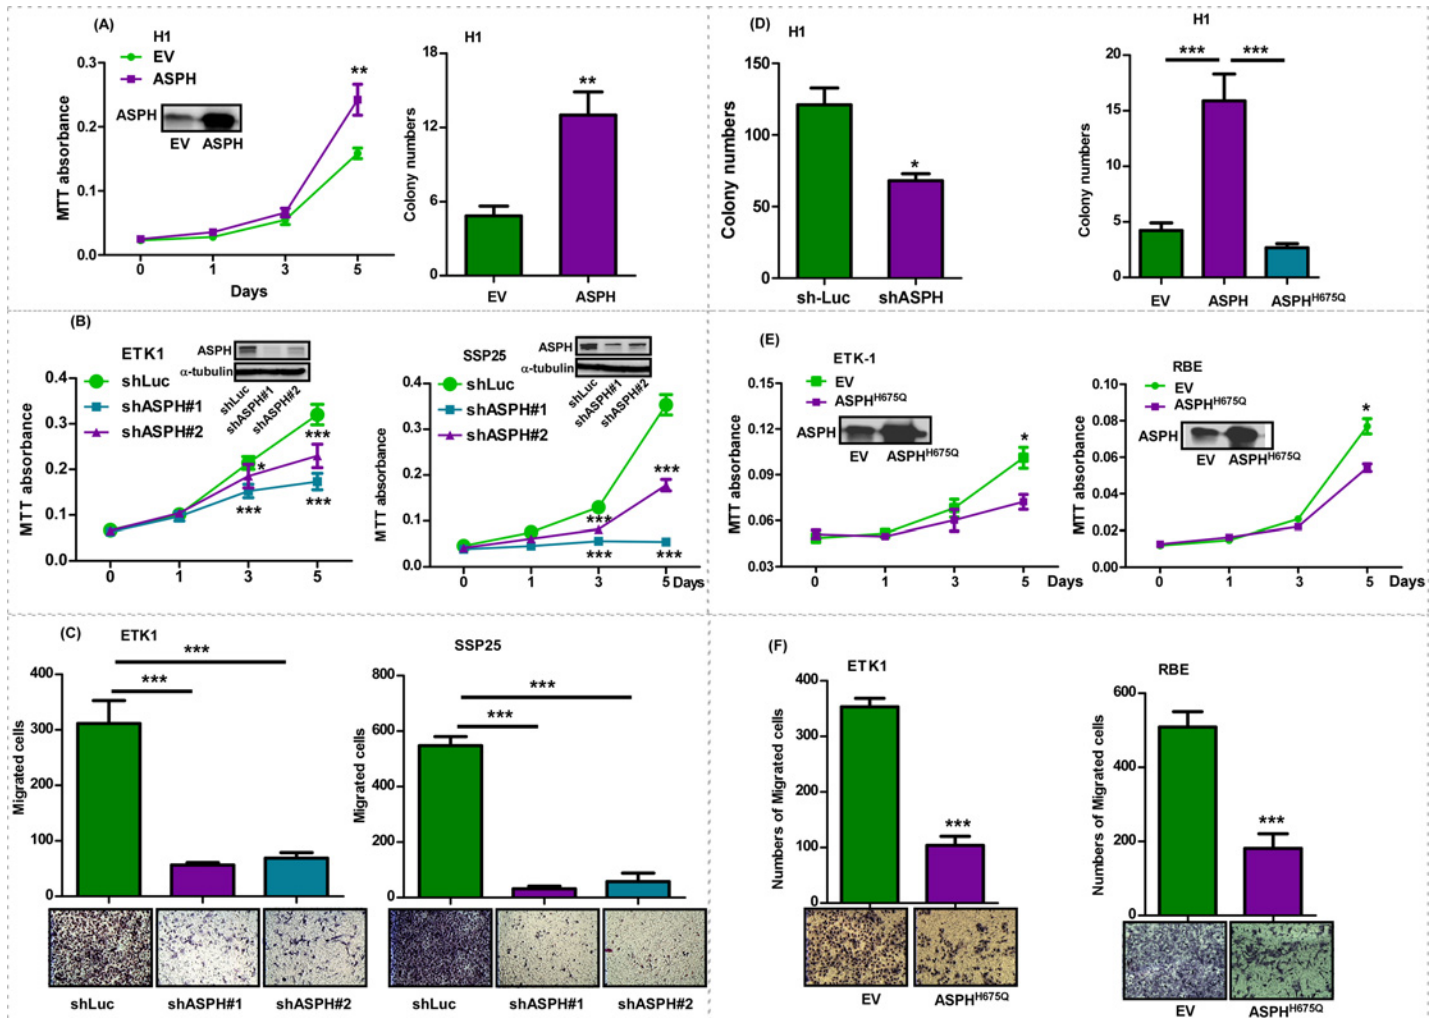 (A)
H1
EV
ASPH
ASPH
EV ASPH
MTT absorbance
0.3
0.2
0.1
0.0
0 1 3 5
Days
**
H1
Colony numbers
18
12
6
0
**
EV ASPH
(D)
H1
Colony numbers
150
100
50
0
*
sh-Luc shASPH
H1
Colony numbers
20
15
10
5
0
*** ***
EV ASPH ASPHH675Q
(B)
ETK1
shLuc
shASPH#1
shASPH#2
ASPH
α-tubulin
shLuc
shASPH#1
shASPH#2
MTT absorbance
0.4
0.3
0.2
0.1
0.0
*
***
***
***
0 1 3 5
SSP25
shLuc
shASPH#1
shASPH#2
ASPH
α-tubulin
shLuc
shASPH#1
shASPH#2
MTT absorbance
0.4
0.3
0.2
0.1
0.0
***
***
***
***
0 1 3 5 Days
(E)
ETK-1
EV
ASPHH675Q
ASPH
EV ASPHH675Q
MTT absorbance
0.15
0.12
0.09
0.06
0.03
*
0 1 3 5 Days
RBE
EV
ASPHH675Q
ASPH
EV ASPHH675Q
MTT absorbance
0.10
0.08
0.06
0.04
0.02
0.00
*
0 1 3 5 Days
(C)
ETK1
Migrated cells
400
300
200
100
0
***
***
shLuc shASPH#1 shASPH#2
SSP25
Migrated cells
800
600
400
200
0
***
***
shLuc shASPH#1 shASPH#2
(F)
ETK1
Numbers of Migrated cells
400
300
200
100
0
***
EV ASPHH675Q
RBE
Numbers of Migrated cells
600
400
200
0
***
EV ASPHH675Q